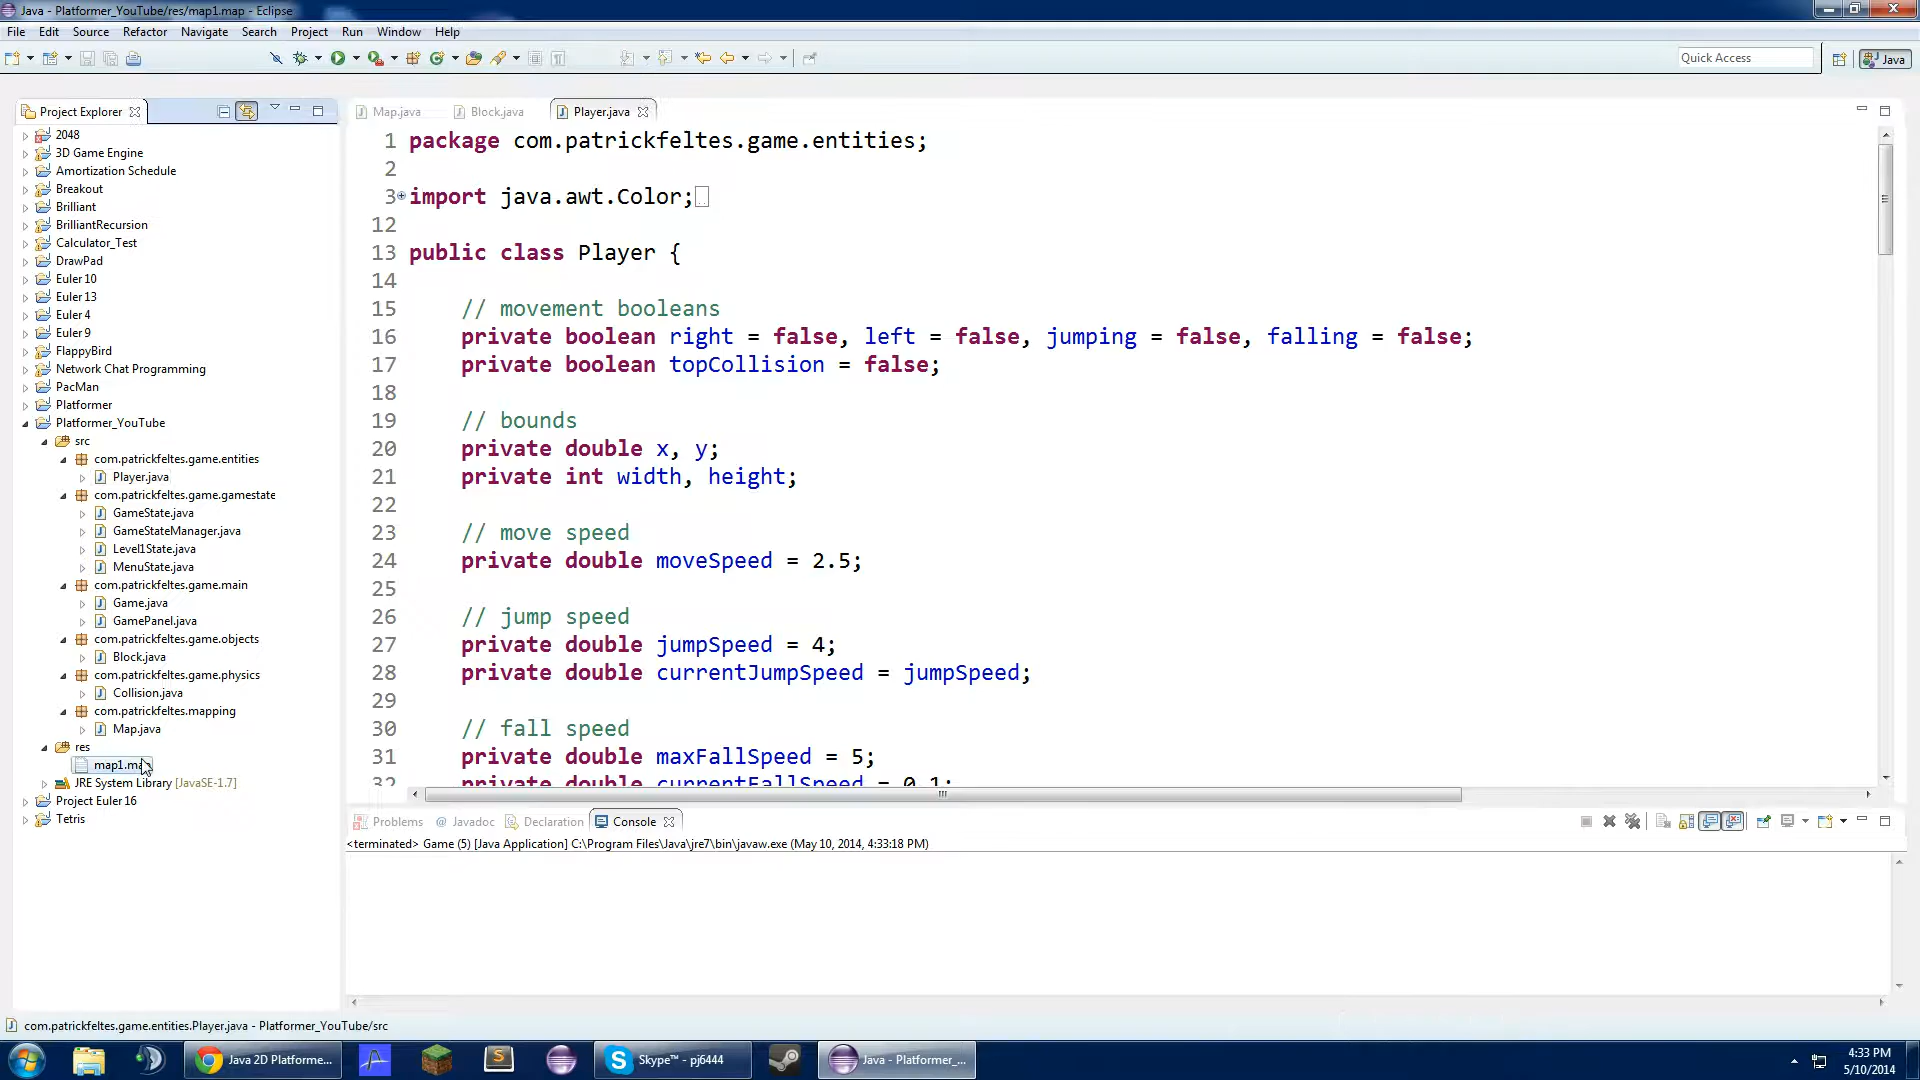 Java - Platformer_YouTube/res/map1.map - Eclipse
File Edit Source Refactor Navigate Search Project Run Window Help
Quick Access
Java
Project Explorer
Map.java
Block.java
Player.java
2048
3D Game Engine
Amortization Schedule
Breakout
Brilliant
BrilliantRecursion
Calculator_Test
DrawPad
Euler 10
Euler 13
Euler 4
Euler 9
FlappyBird
Network Chat Programming
PacMan
Platformer
Platformer_YouTube
src
com.patrickfeltes.game.entities
Player.java
com.patrickfeltes.game.gamestate
GameState.java
GameStateManager.java
Level1State.java
MenuState.java
com.patrickfeltes.game.main
Game.java
GamePanel.java
com.patrickfeltes.game.objects
Block.java
com.patrickfeltes.game.physics
Collision.java
com.patrickfeltes.mapping
Map.java
res
JRE System Library [JavaSE-1.7]
Project Euler 16
Tetris
1 package com.patrickfeltes.game.entities;
2
3 import java.awt.Color;
12
13 public class Player {
14
15 // movement booleans
16 private boolean right = false, left = false, jumping = false, falling = false;
17 private boolean topCollision = false;
18
19 // bounds
20 private double x, y;
21 private int width, height;
22
23 // move speed
24 private double moveSpeed = 2.5;
25
26 // jump speed
27 private double jumpSpeed = 4;
28 private double currentJumpSpeed = jumpSpeed;
29
30 // fall speed
31 private double maxFallSpeed = 5;
32 private double currentFallSpeed = 0.1;
Problems @ Javadoc Declaration Console
<terminated> Game (5) [Java Application] C:\Program Files\Java\jre7\bin\javaw.exe (May 10, 2014, 4:33:18 PM)
com.patrickfeltes.game.entities.Player.java - Platformer_YouTube/src
Java 2D Platforme...
Skype™ - pj6444
Java - Platformer_...
4:33 PM
5/10/2014